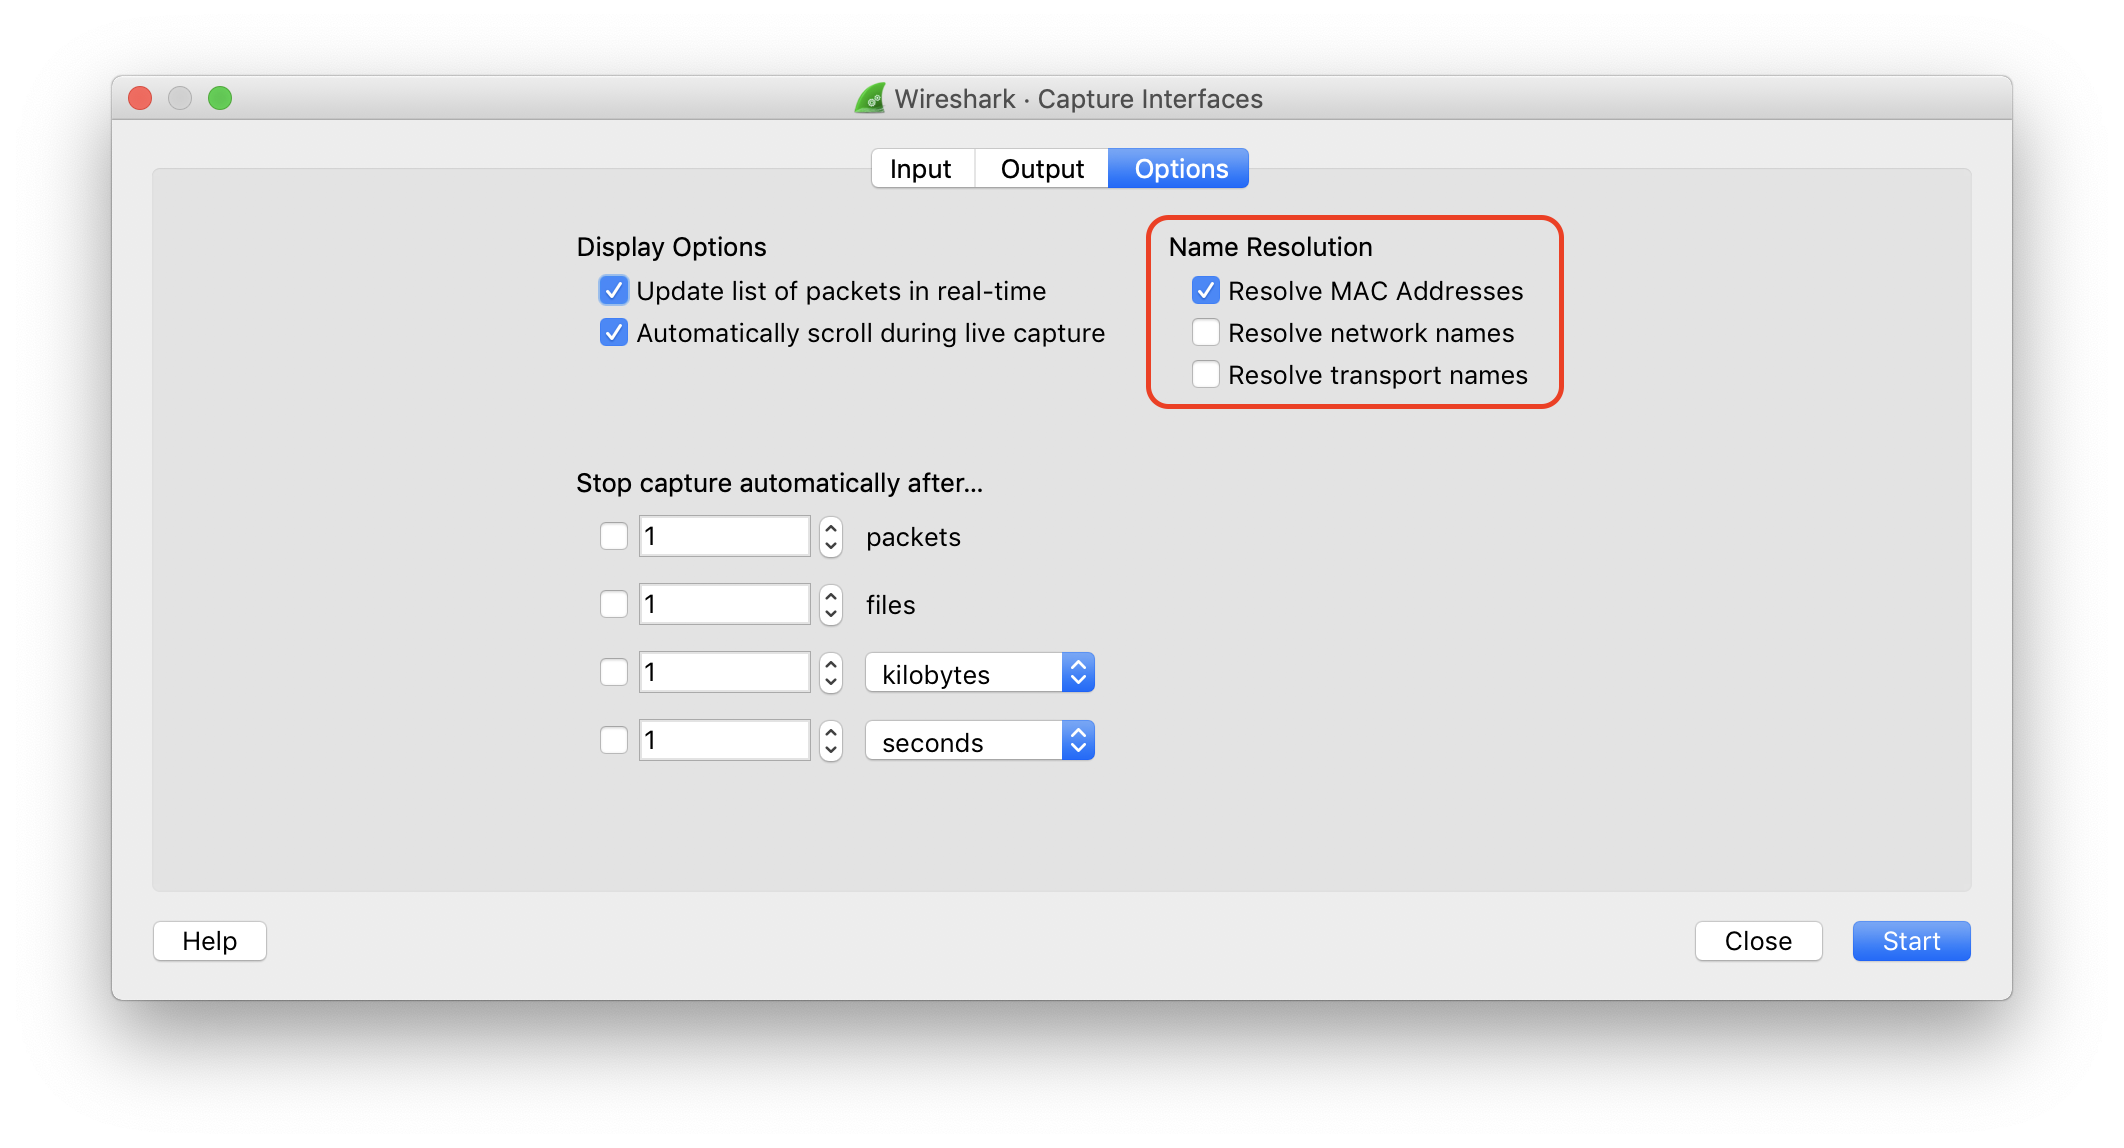 Wireshark · Capture Interfaces
Input Output Options
Display Options
Update list of packets in real-time
Automatically scroll during live capture
Name Resolution
Resolve MAC Addresses
Resolve network names
Resolve transport names
Stop capture automatically after...
1 packets
1 files
1 kilobytes
1 seconds
Help Close Start